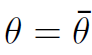 θ = θ̄